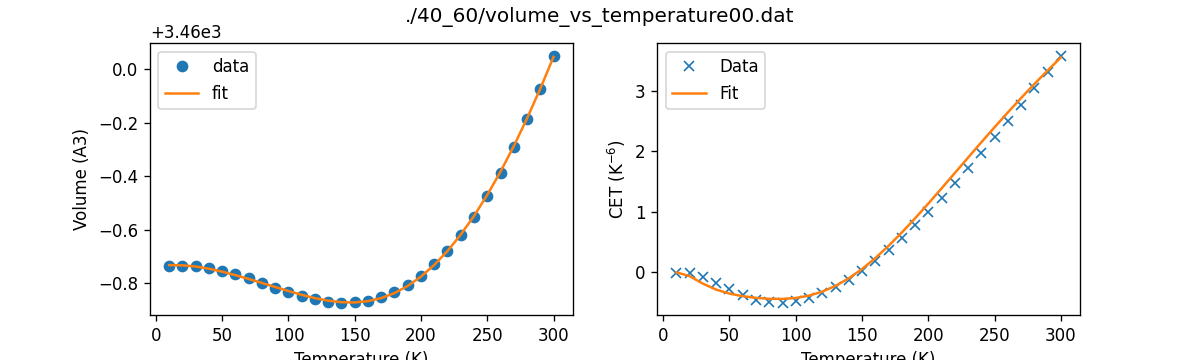 ./40_60/volume_vs_temperature00.dat
+3.46e3
data
fit
0.0
−0.2
−0.4
−0.6
−0.8
Volume (A3)
0 50 100 150 200 250 300
Temperature (K)
Data
Fit
3
2
1
0
CET (K⁻⁶)
0 50 100 150 200 250 300
Temperature (K)